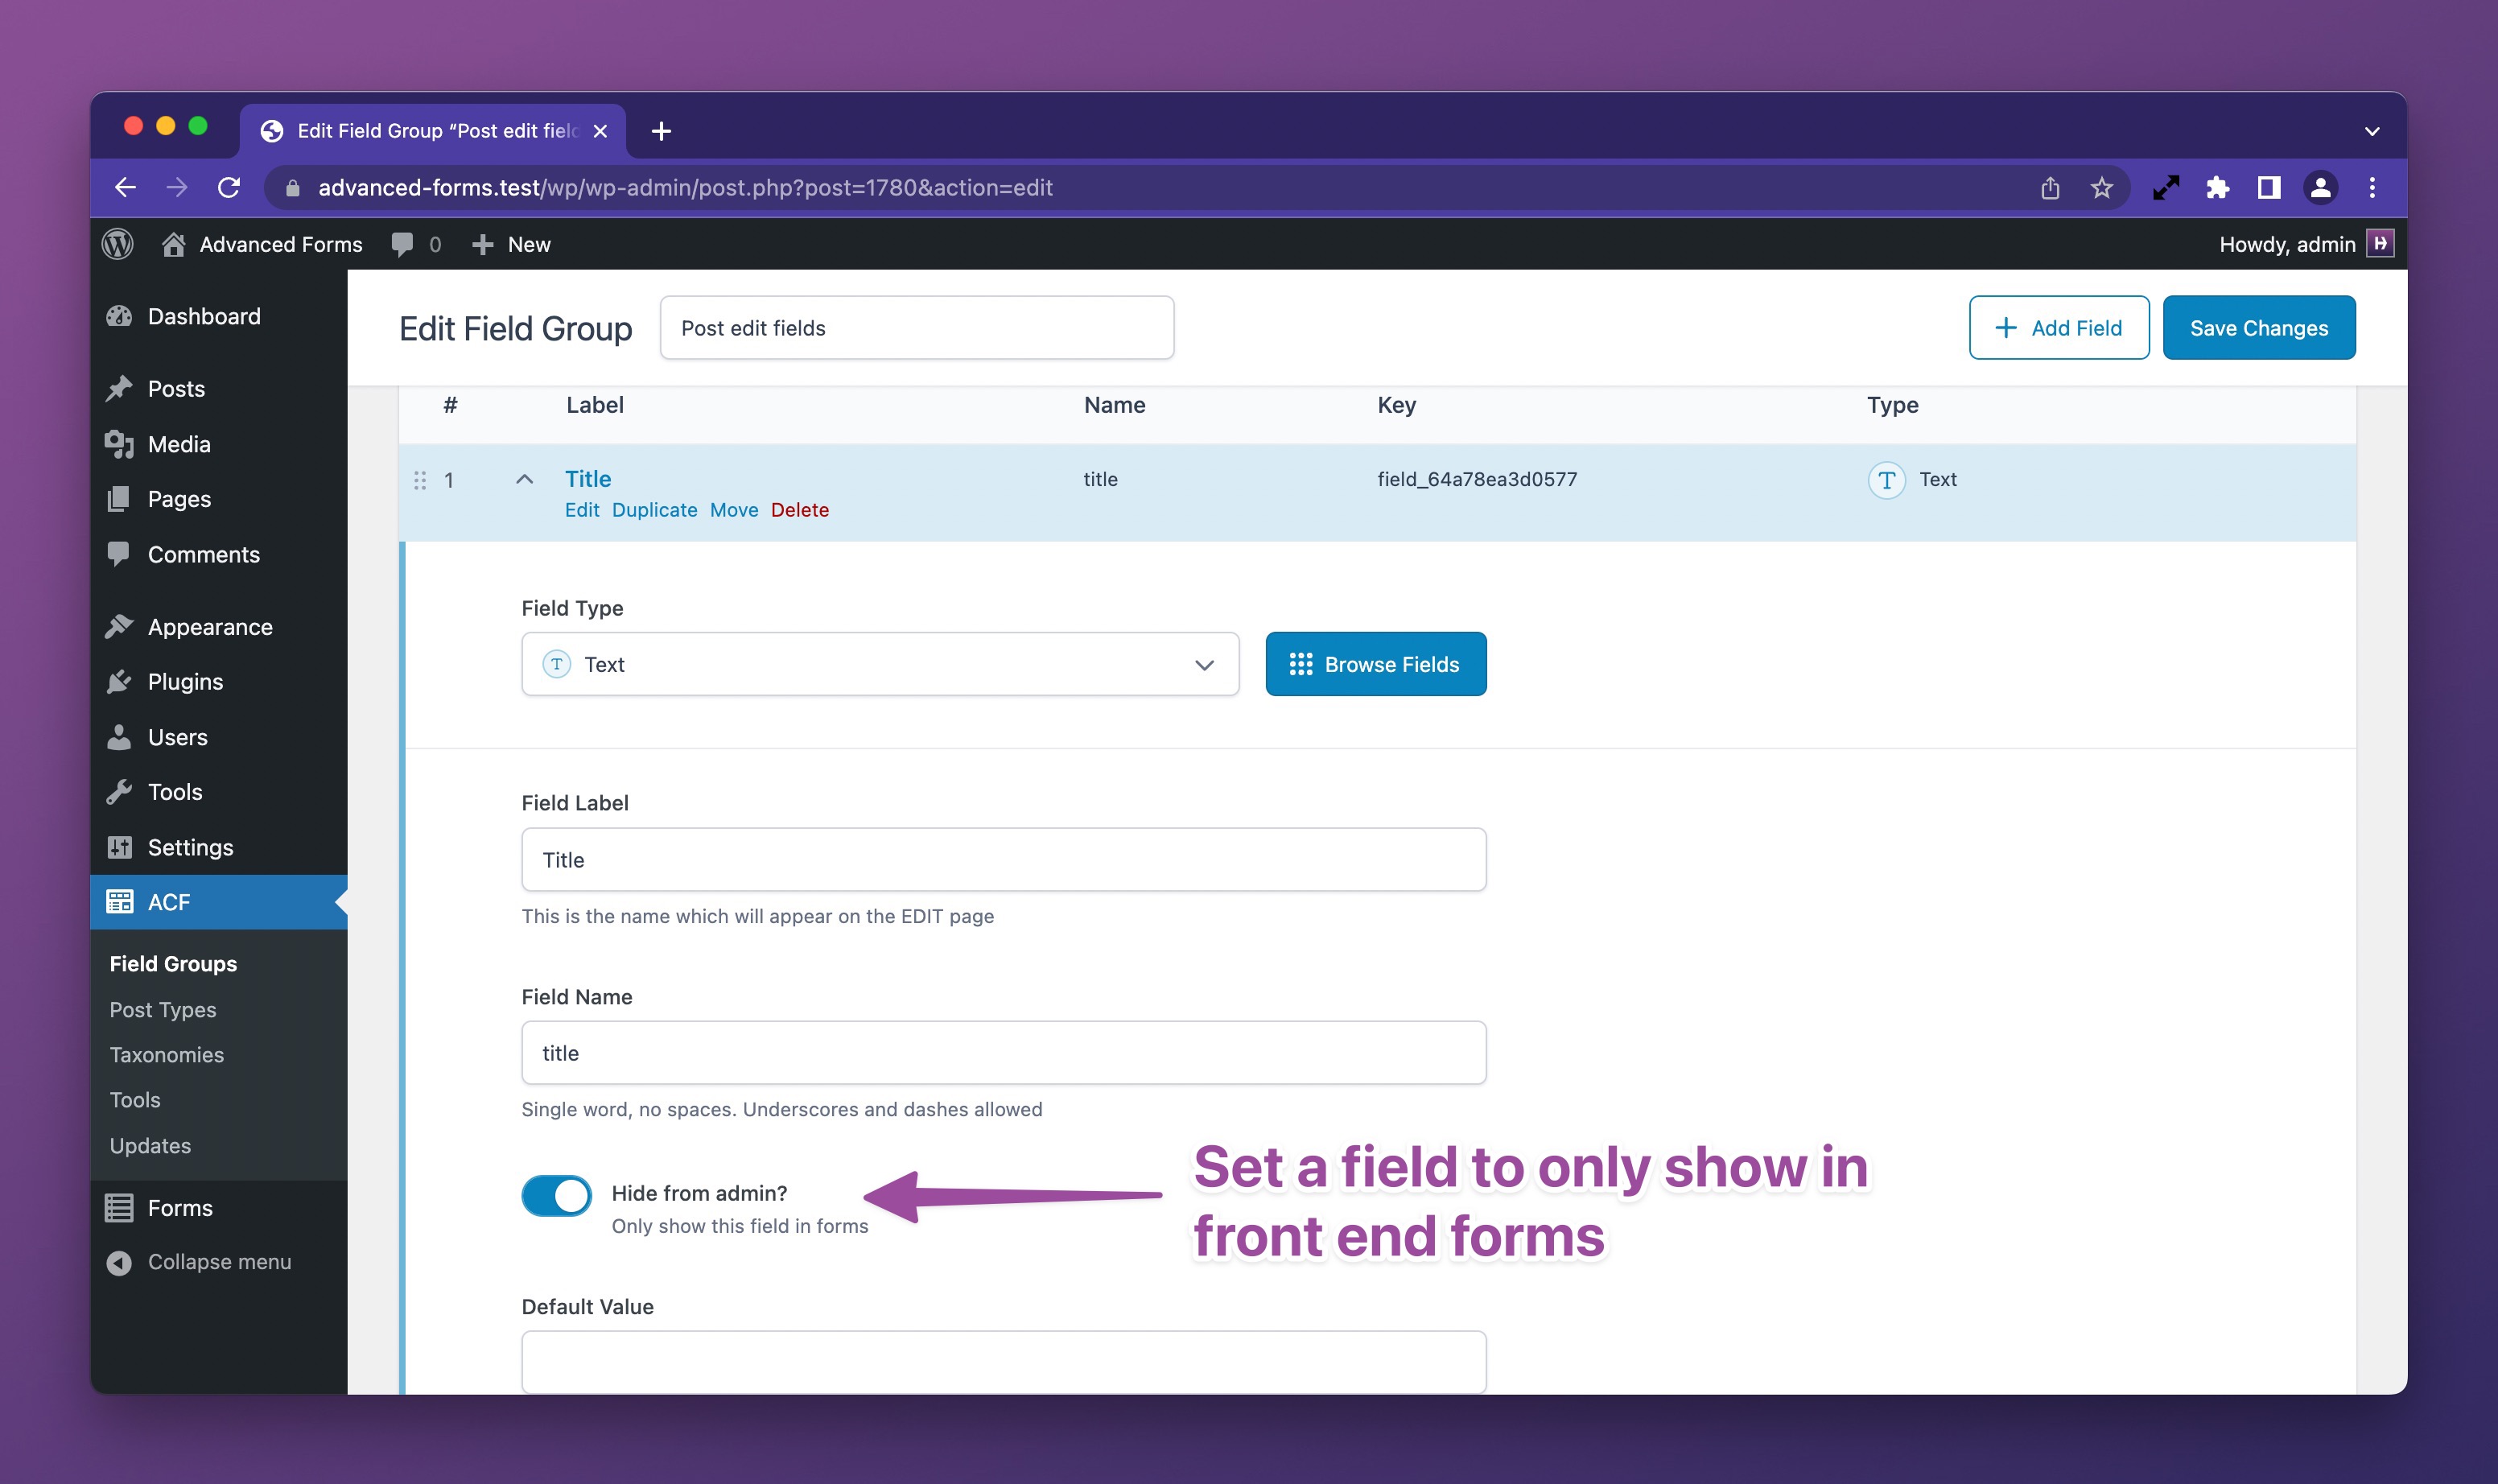 Edit Field Group “Post edit field
advanced-forms.test/wp/wp-admin/post.php?post=1780&action=edit
Advanced Forms 0 New Howdy, admin
Dashboard
Posts
Media
Pages
Comments
Appearance
Plugins
Users
Tools
Settings
ACF
Field Groups
Post Types
Taxonomies
Tools
Updates
Forms
Collapse menu
Edit Field Group Post edit fields Add Field Save Changes
# Label Name Key Type
1 Title title field_64a78ea3d0577 T Text
Edit Duplicate Move Delete
Field Type
T Text Browse Fields
Field Label
Title
This is the name which will appear on the EDIT page
Field Name
title
Single word, no spaces. Underscores and dashes allowed
Hide from admin?
Only show this field in forms
Set a field to only show in
front end forms
Default Value